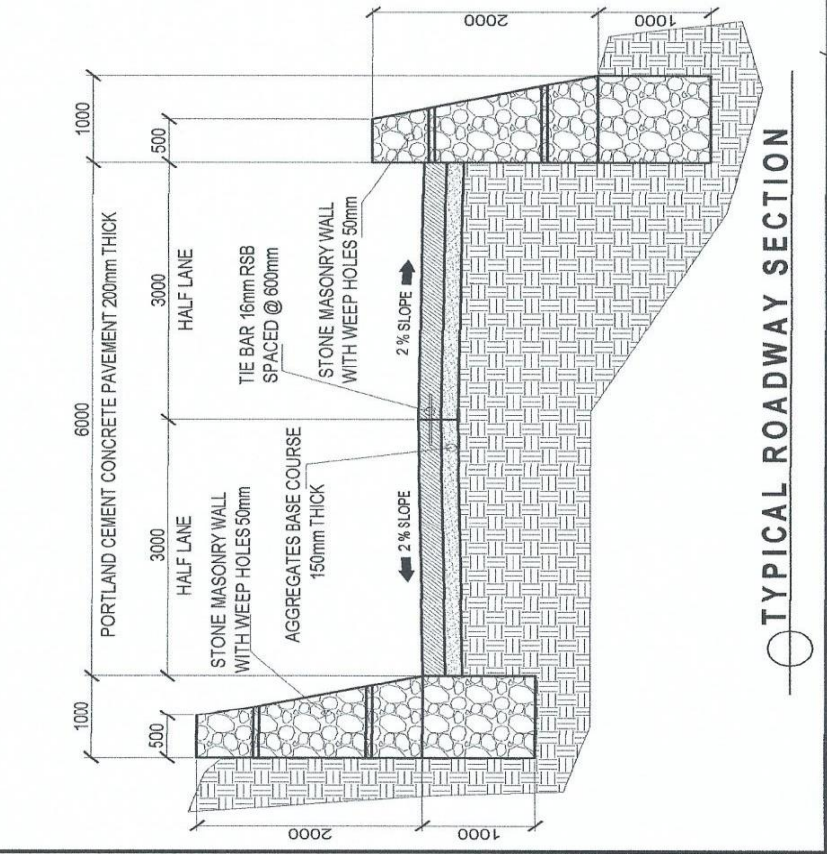 1000
6000
1000
PORTLAND CEMENT CONCRETE PAVEMENT 200mm THICK
500
3000
3000
500
HALF LANE
HALF LANE
STONE MASONRY WALL
WITH WEEP HOLES 50mm
TIE BAR 16mm RSB
SPACED @ 600mm
AGGREGATES BASE COURSE
150mm THICK
STONE MASONRY WALL
WITH WEEP HOLES 50mm
2 % SLOPE
2 % SLOPE
2000
1000
2000
1000
TYPICAL ROADWAY SECTION